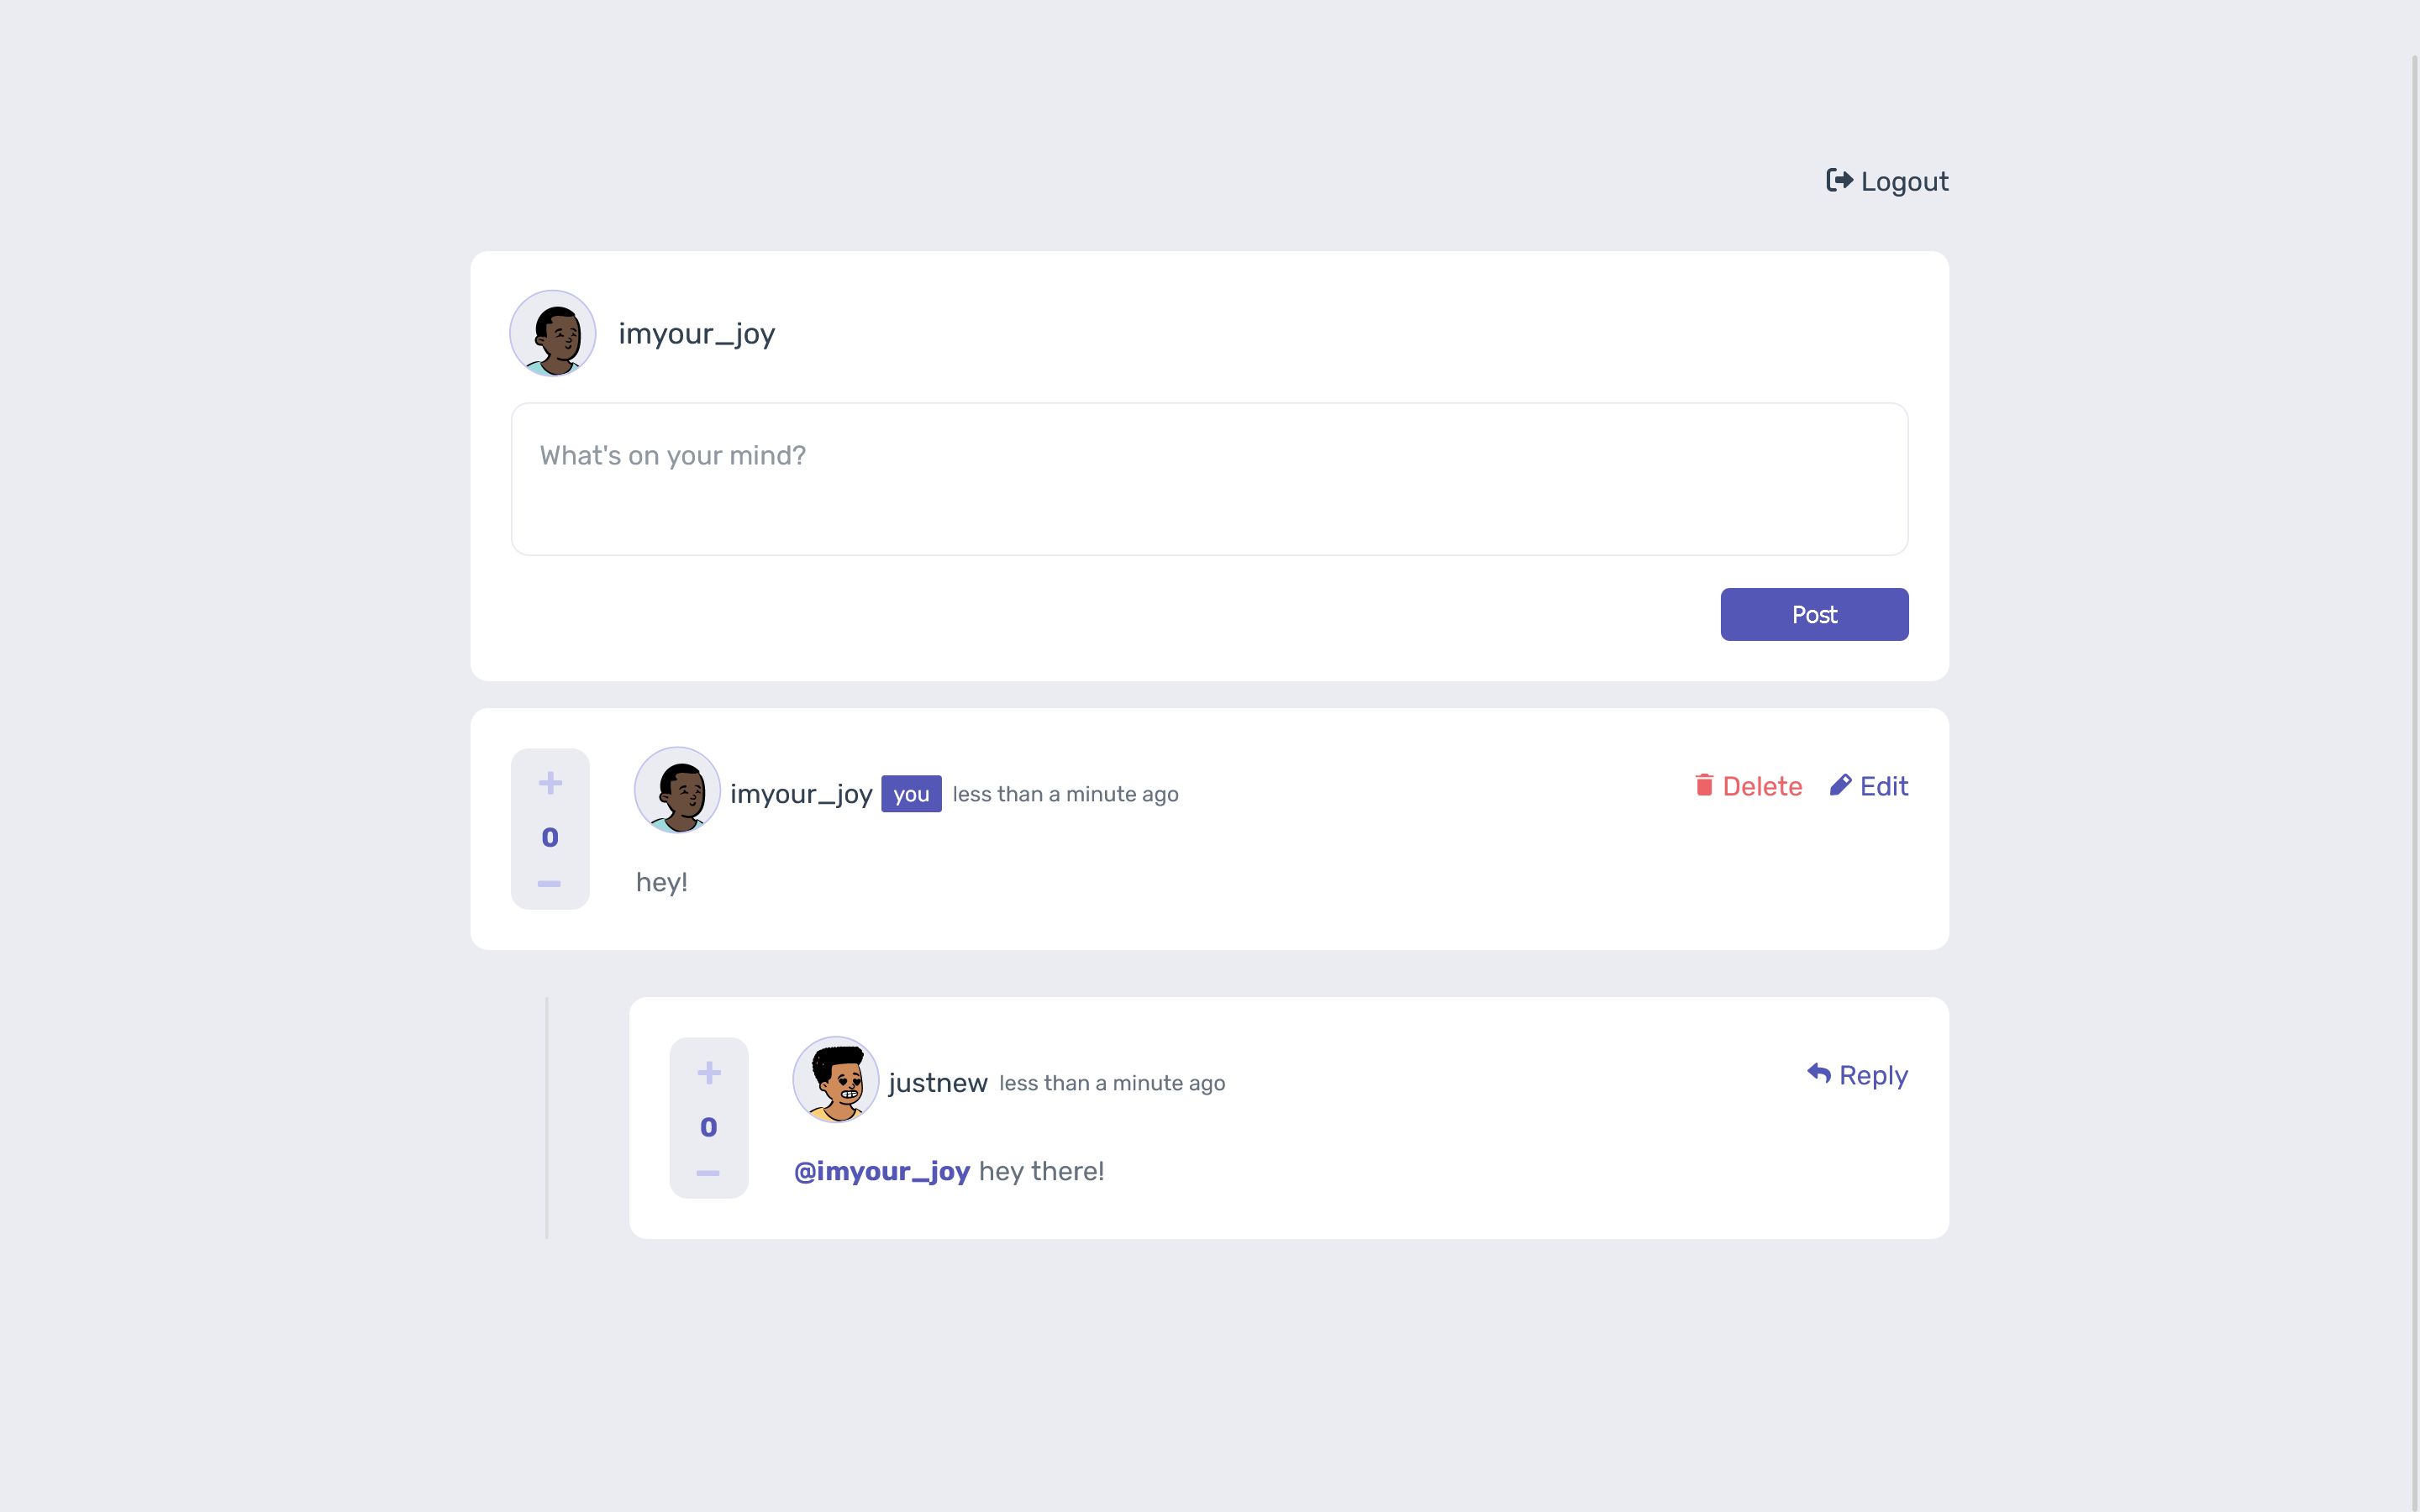 Logout
imyour_joy
What's on your mind?
Post
imyour_joy you less than a minute ago
Delete Edit
0
hey!
justnew less than a minute ago
Reply
0
@imyour_joy hey there!